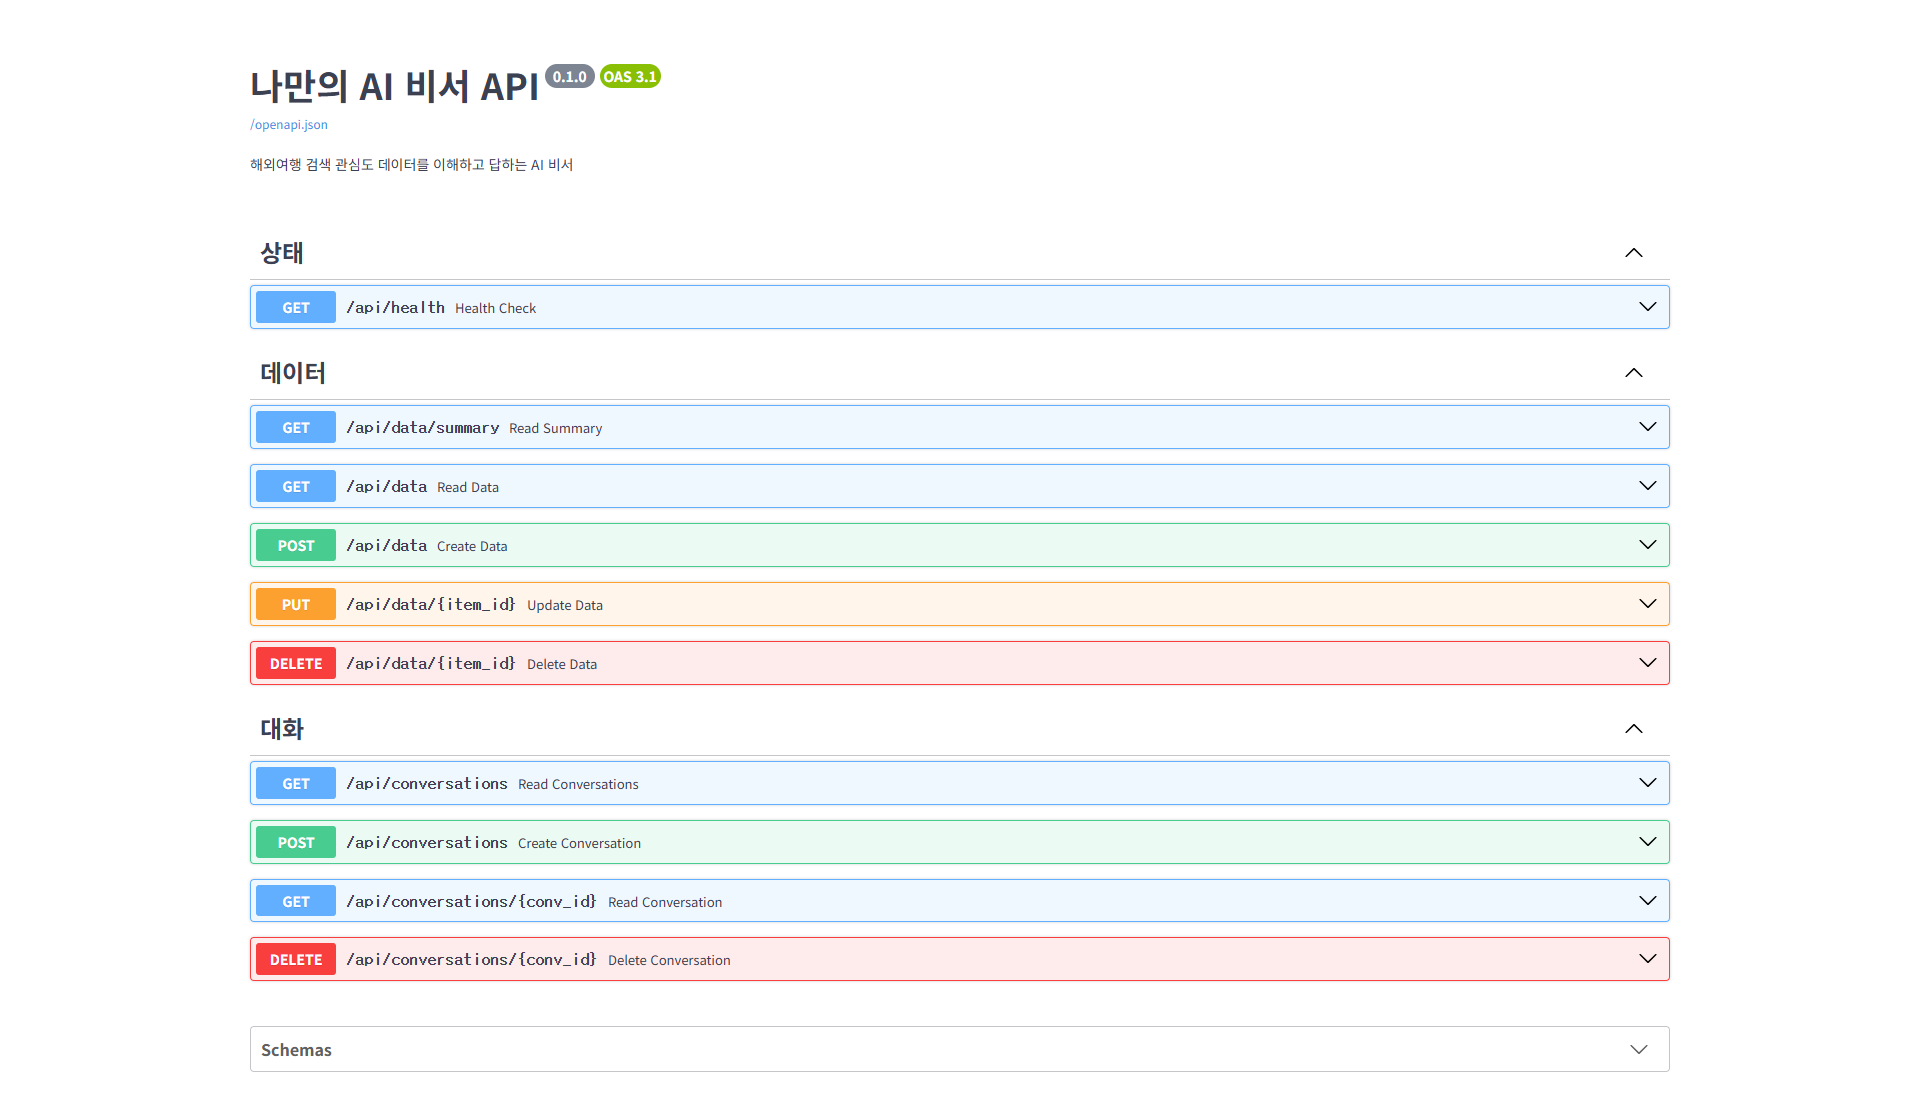 나만의 AI 비서 API 0.1.0 OAS 3.1
/openapi.json
해외여행 검색 관심도 데이터를 이해하고 답하는 AI 비서
상태
GET /api/health Health Check
데이터
GET /api/data/summary Read Summary
GET /api/data Read Data
POST /api/data Create Data
PUT /api/data/{item_id} Update Data
DELETE /api/data/{item_id} Delete Data
대화
GET /api/conversations Read Conversations
POST /api/conversations Create Conversation
GET /api/conversations/{conv_id} Read Conversation
DELETE /api/conversations/{conv_id} Delete Conversation
Schemas